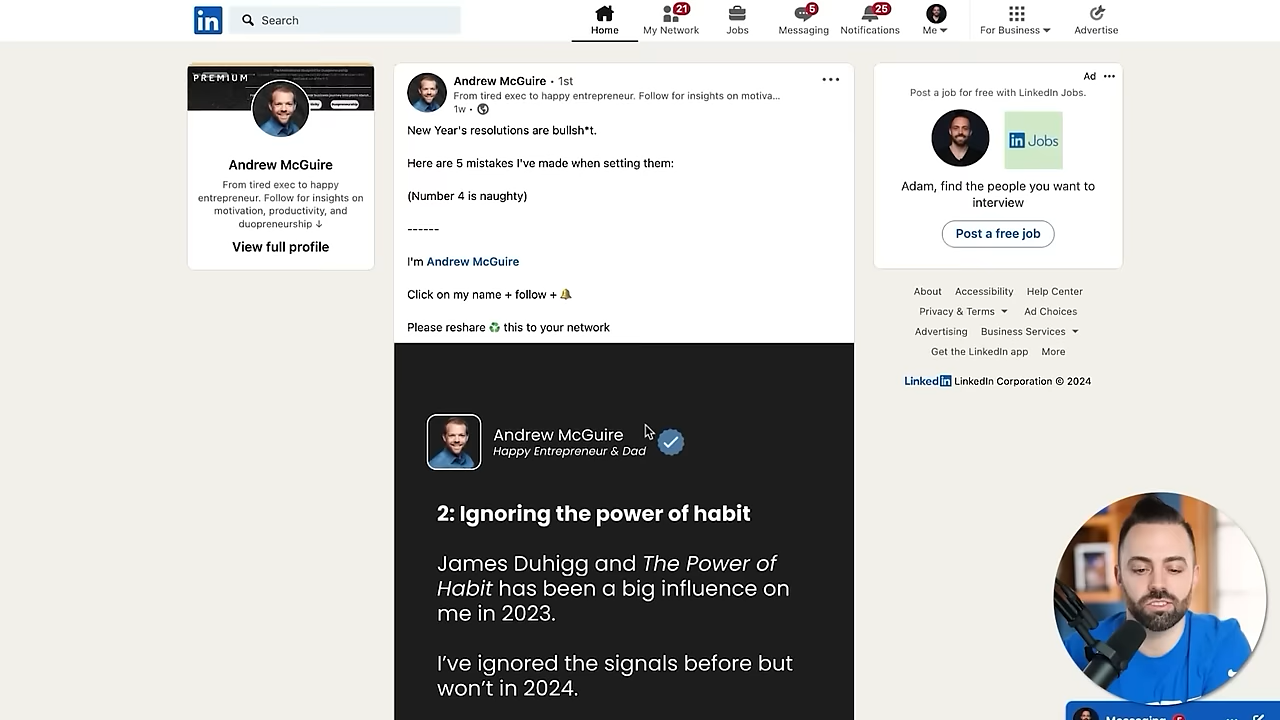 in
Search
Home
21
My Network
Jobs
5
Messaging
25
Notifications
Me
For Business
Advertise
PREMIUM
Andrew McGuire
From tired exec to happy
entrepreneur. Follow for insights on
motivation, productivity, and
duopreneurship ↓
View full profile
Andrew McGuire • 1st
From tired exec to happy entrepreneur. Follow for insights on motiva...
1w •
New Year's resolutions are bullsh*t.
Here are 5 mistakes I've made when setting them:
(Number 4 is naughty)
------
I'm Andrew McGuire
Click on my name + follow + 🔔
Please reshare ♻️ this to your network
Andrew McGuire
Happy Entrepreneur & Dad
2: Ignoring the power of habit
James Duhigg and The Power of
Habit has been a big influence on
me in 2023.
I've ignored the signals before but
won't in 2024.
Ad
Post a job for free with LinkedIn Jobs.
in Jobs
Adam, find the people you want to
interview
Post a free job
About Accessibility Help Center
Privacy & Terms Ad Choices
Advertising Business Services
Get the LinkedIn app More
LinkedIn LinkedIn Corporation © 2024
Messaging